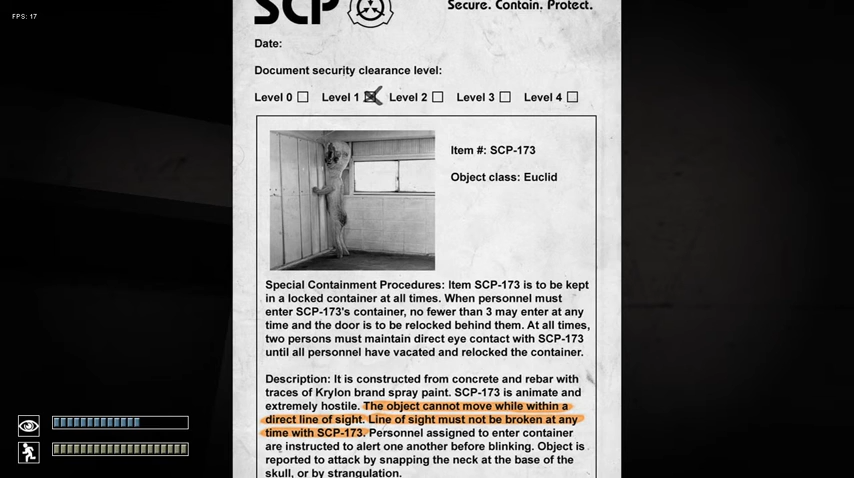 FPS: 17
SCP
Secure. Contain. Protect.
Date:
Document security clearance level:
Level 0 Level 1 Level 2 Level 3 Level 4
Item #: SCP-173
Object class: Euclid
Special Containment Procedures: Item SCP-173 is to be kept
in a locked container at all times. When personnel must
enter SCP-173's container, no fewer than 3 may enter at any
time and the door is to be relocked behind them. At all times,
two persons must maintain direct eye contact with SCP-173
until all personnel have vacated and relocked the container.
Description: It is constructed from concrete and rebar with
traces of Krylon brand spray paint. SCP-173 is animate and
extremely hostile. The object cannot move while within a
direct line of sight. Line of sight must not be broken at any
time with SCP-173. Personnel assigned to enter container
are instructed to alert one another before blinking. Object is
reported to attack by snapping the neck at the base of the
skull, or by strangulation.